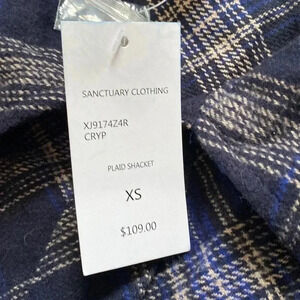 SANCTUARY CLOTHING
XJ9174Z4R
CRYP
PLAID SHACKET
XS
$109.00